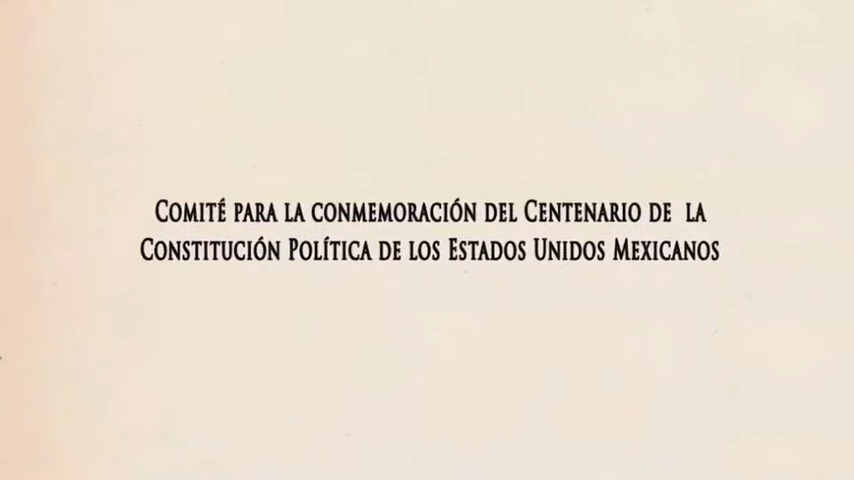 Comité para la conmemoración del Centenario de la
Constitución Política de los Estados Unidos Mexicanos